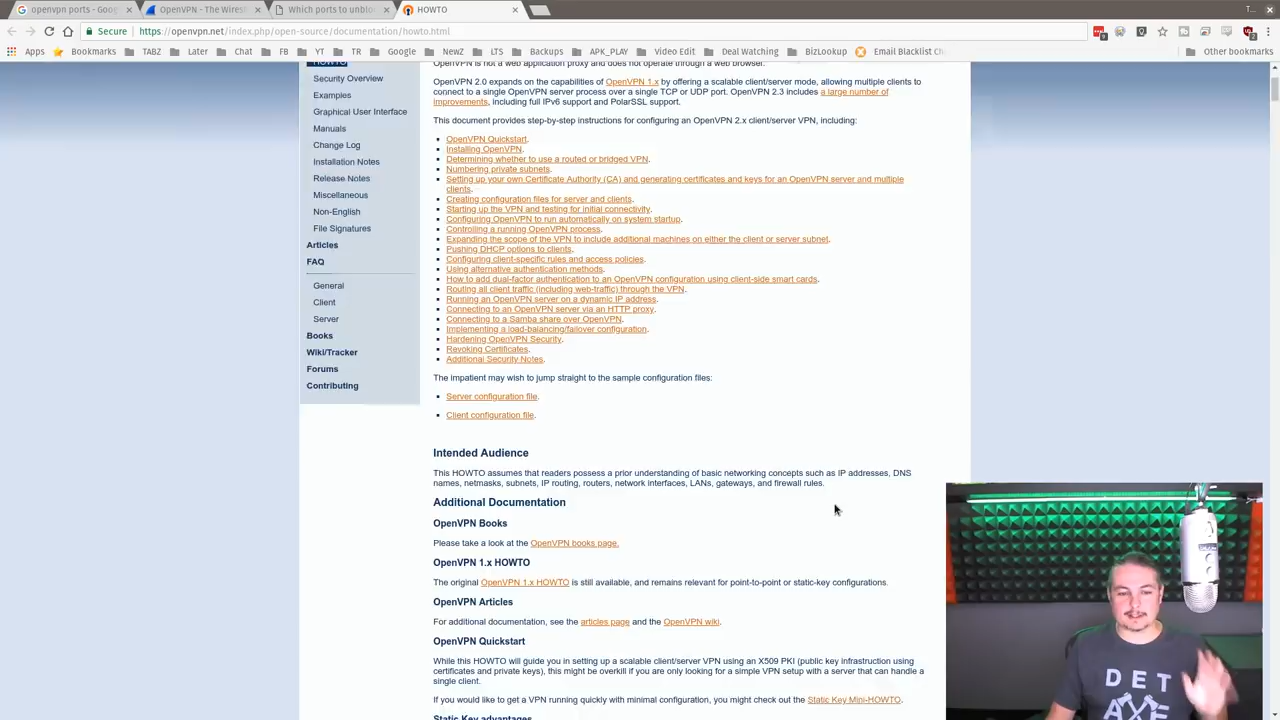 openvpn ports - Goog
OpenVPN - The Wires
Which ports to unblo
HOWTO
T...
Secure
https://openvpn.net/index.php/open-source/documentation/howto.html
Apps
Bookmarks
TABZ
Later
Chat
FB
YT
TR
Google
NewZ
LTS
Backups
APK_PLAY
Video Edit
Deal Watching
BizLookup
Email Blacklist Ch
Other bookmarks
HOWTO
Security Overview
Examples
Graphical User Interface
Manuals
Change Log
Installation Notes
Release Notes
Miscellaneous
Non-English
File Signatures
Articles
FAQ
General
Client
Server
Books
Wiki/Tracker
Forums
Contributing
OpenVPN is not a web application proxy and does not operate through a web browser.
OpenVPN 2.0 expands on the capabilities of OpenVPN 1.x by offering a scalable client/server mode, allowing multiple clients to
connect to a single OpenVPN server process over a single TCP or UDP port. OpenVPN 2.3 includes a large number of
improvements, including full IPv6 support and PolarSSL support.
This document provides step-by-step instructions for configuring an OpenVPN 2.x client/server VPN, including:
OpenVPN Quickstart.
Installing OpenVPN.
Determining whether to use a routed or bridged VPN.
Numbering private subnets.
Setting up your own Certificate Authority (CA) and generating certificates and keys for an OpenVPN server and multiple
clients.
Creating configuration files for server and clients.
Starting up the VPN and testing for initial connectivity.
Configuring OpenVPN to run automatically on system startup.
Controlling a running OpenVPN process.
Expanding the scope of the VPN to include additional machines on either the client or server subnet.
Pushing DHCP options to clients.
Configuring client-specific rules and access policies.
Using alternative authentication methods.
How to add dual-factor authentication to an OpenVPN configuration using client-side smart cards.
Routing all client traffic (including web-traffic) through the VPN.
Running an OpenVPN server on a dynamic IP address.
Connecting to an OpenVPN server via an HTTP proxy.
Connecting to a Samba share over OpenVPN.
Implementing a load-balancing/failover configuration.
Hardening OpenVPN Security.
Revoking Certificates.
Additional Security Notes.
The impatient may wish to jump straight to the sample configuration files:
Server configuration file.
Client configuration file.
Intended Audience
This HOWTO assumes that readers possess a prior understanding of basic networking concepts such as IP addresses, DNS
names, netmasks, subnets, IP routing, routers, network interfaces, LANs, gateways, and firewall rules.
Additional Documentation
OpenVPN Books
Please take a look at the OpenVPN books page.
OpenVPN 1.x HOWTO
The original OpenVPN 1.x HOWTO is still available, and remains relevant for point-to-point or static-key configurations.
OpenVPN Articles
For additional documentation, see the articles page and the OpenVPN wiki.
OpenVPN Quickstart
While this HOWTO will guide you in setting up a scalable client/server VPN using an X509 PKI (public key infrastruction using
certificates and private keys), this might be overkill if you are only looking for a simple VPN setup with a server that can handle a
single client.
If you would like to get a VPN running quickly with minimal configuration, you might check out the Static Key Mini-HOWTO.
Static Key advantages
DET